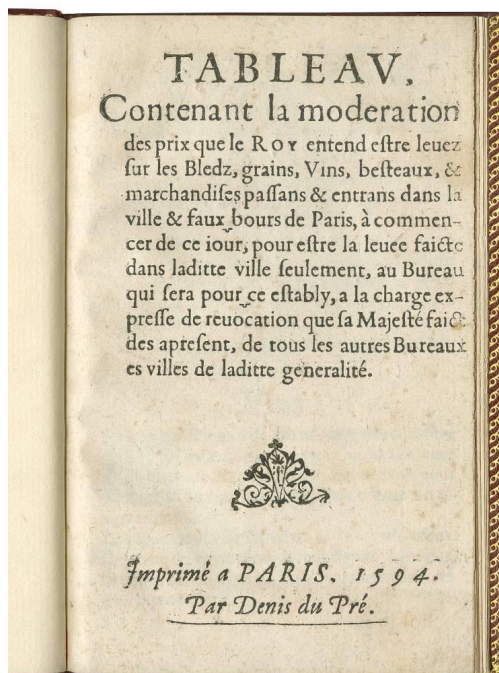 TABLEAV,
Contenant la moderation
des prix que le ROY entend eſtre leuez
ſur les Bledz, grains, Vins, beſteaux, &
marchandiſes paſſans & entrans dans la
ville & faux bours de Paris, à commen-
cer de ce iour, pour eſtre la leuee faicte
dans laditte ville ſeulement, au Bureau
qui ſera pour ce eſtably, a la charge ex-
preſſe de reuocation que ſa Majeſté faict
des apreſent, de tous les autres Bureaux
es villes de laditte generalité.
Imprimé a PARIS. 1594.
Par Denis du Pré.